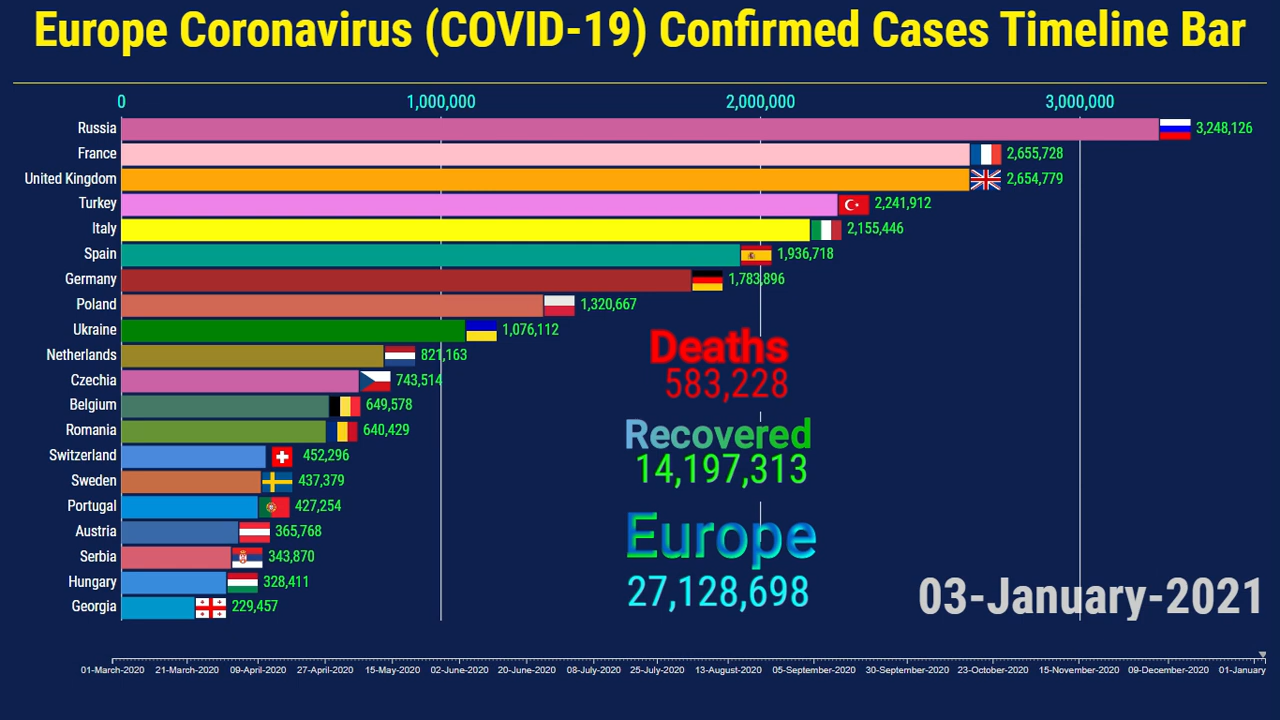 Europe Coronavirus (COVID-19) Confirmed Cases Timeline Bar
0 1,000,000 2,000,000 3,000,000
Russia 3,248,126
France 2,655,728
United Kingdom 2,654,779
Turkey 2,241,912
Italy 2,155,446
Spain 1,936,718
Germany 1,783,896
Poland 1,320,667
Ukraine 1,076,112
Netherlands 821,163
Czechia 743,514
Belgium 649,578
Romania 640,429
Switzerland 452,296
Sweden 437,379
Portugal 427,254
Austria 365,768
Serbia 343,870
Hungary 328,411
Georgia 229,457
Deaths
583,228
Recovered
14,197,313
Europe
27,128,698
03-January-2021
01-March-2020 21-March-2020 09-April-2020 27-April-2020 15-May-2020 02-June-2020 20-June-2020 08-July-2020 25-July-2020 13-August-2020 05-September-2020 30-September-2020 23-October-2020 15-November-2020 09-December-2020 01-January